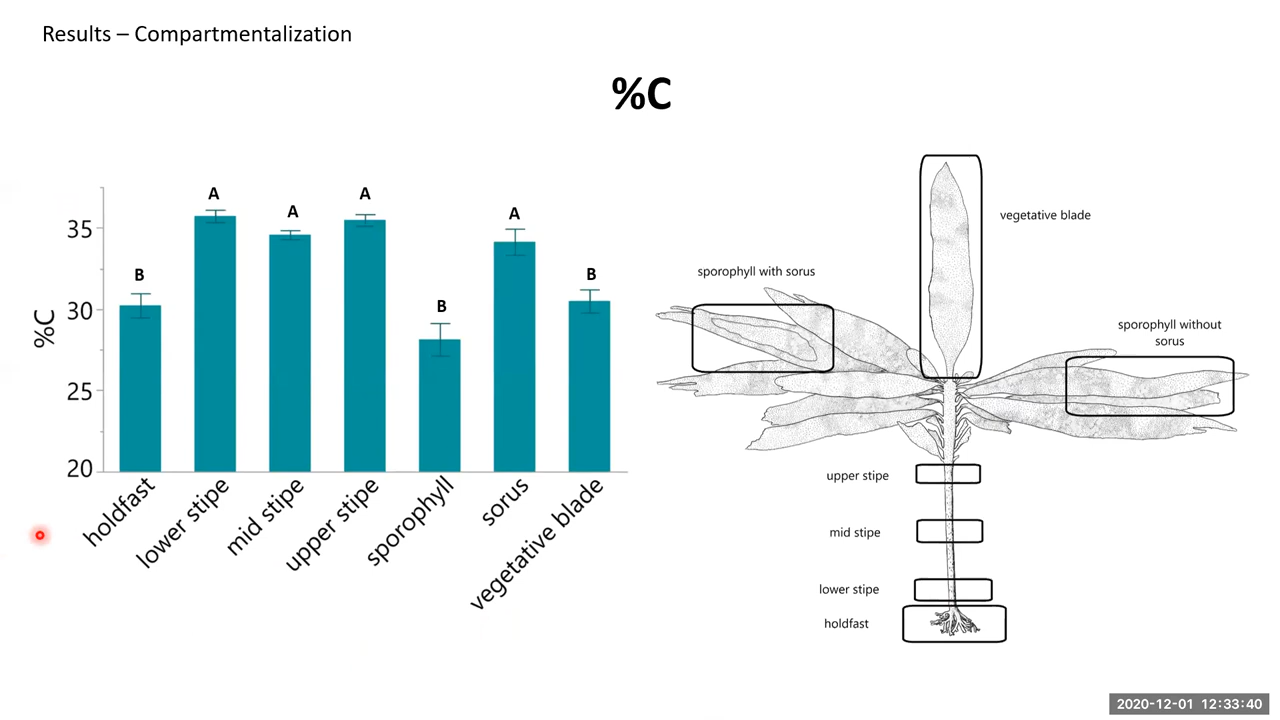 Results – Compartmentalization
%C
A
A
A
A
B
B
B
35
30
25
20
%C
holdfast
lower stipe
mid stipe
upper stipe
sporophyll
sorus
vegetative blade
vegetative blade
sporophyll with sorus
sporophyll without
sorus
upper stipe
mid stipe
lower stipe
holdfast
2020-12-01 12:33:40